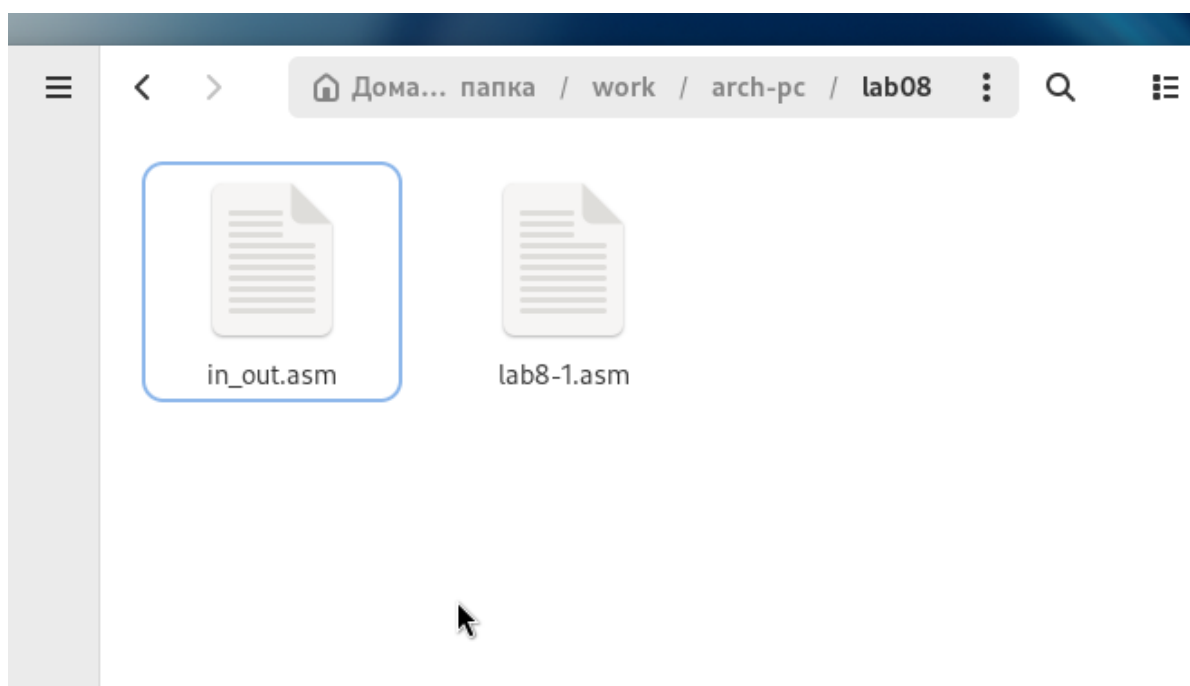 Дома... папка / work / arch-pc / lab08
in_out.asm lab8-1.asm